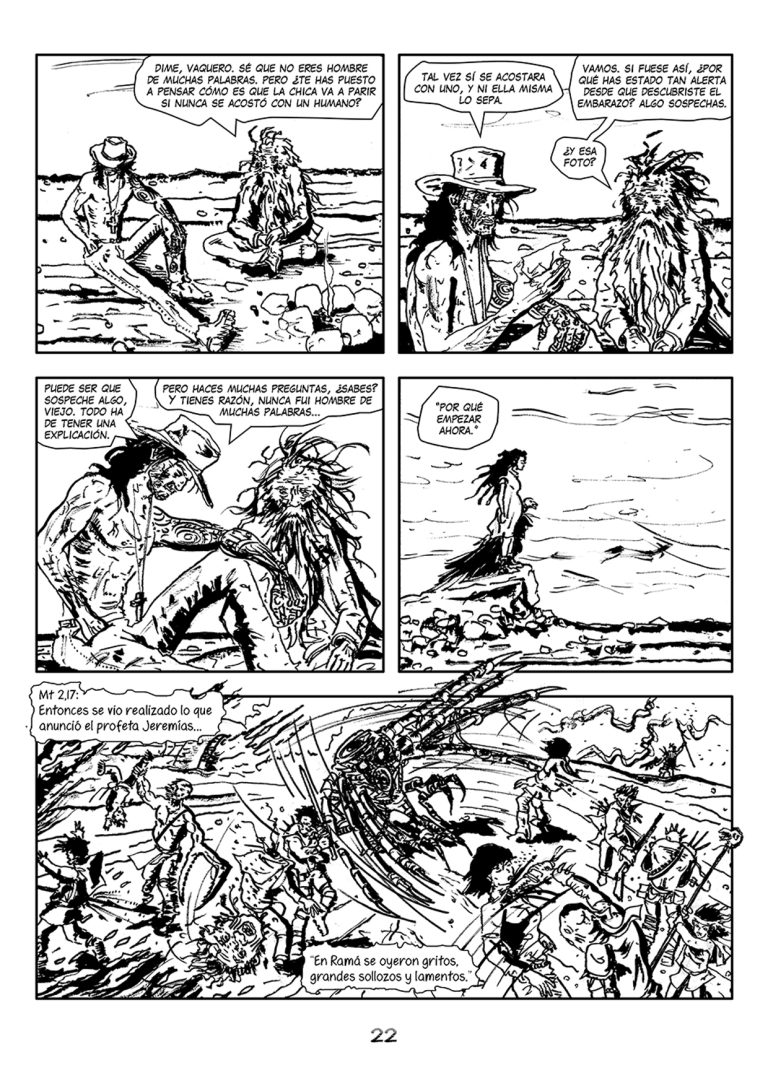 DIME, VAQUERO. SÉ QUE NO ERES HOMBRE
DE MUCHAS PALABRAS. PERO ¿TE HAS PUESTO
A PENSAR CÓMO ES QUE LA CHICA VA A PARIR
SI NUNCA SE ACOSTÓ CON UN HUMANO?
TAL VEZ SÍ SE ACOSTARA
CON UNO, Y NI ELLA MISMA
LO SEPA.
VAMOS. SI FUESE ASÍ, ¿POR
QUÉ HAS ESTADO TAN ALERTA
DESDE QUE DESCUBRISTE EL
EMBARAZO? ALGO SOSPECHAS.
¿Y ESA
FOTO?
PUEDE SER QUE
SOSPECHE ALGO,
VIEJO. TODO HA
DE TENER UNA
EXPLICACIÓN.
PERO HACES MUCHAS PREGUNTAS, ¿SABES?
Y TIENES RAZÓN, NUNCA FUI HOMBRE DE
MUCHAS PALABRAS...
"POR QUÉ
EMPEZAR
AHORA."
Mt 2,17:
Entonces se vio realizado lo que
anunció el profeta Jeremías...
"En Ramá se oyeron gritos,
grandes sollozos y lamentos."
22